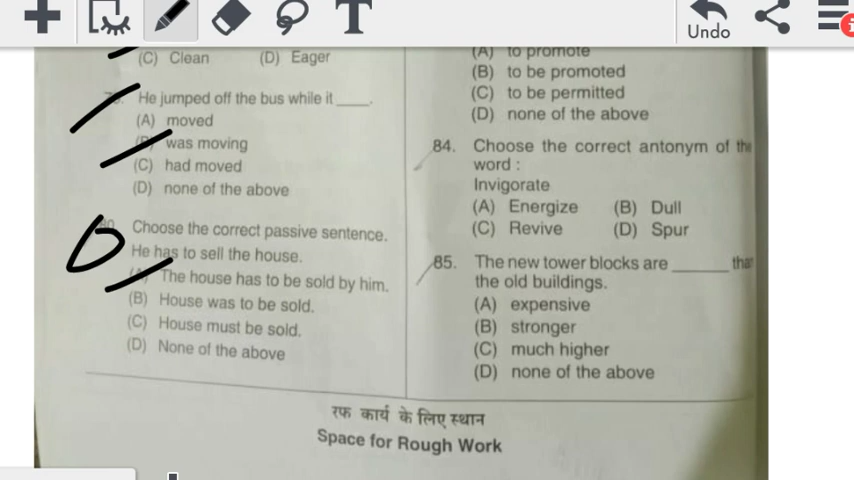 Undo
(C) Clean (D) Eager
He jumped off the bus while it ____.
(A) moved
was moving
(C) had moved
(D) none of the above
Choose the correct passive sentence.
He has to sell the house.
The house has to be sold by him.
(B) House was to be sold.
(C) House must be sold.
(D) None of the above
(A) to promote
(B) to be promoted
(C) to be permitted
(D) none of the above
84. Choose the correct antonym of the
word :
Invigorate
(A) Energize (B) Dull
(C) Revive (D) Spur
85. The new tower blocks are ______ than
the old buildings.
(A) expensive
(B) stronger
(C) much higher
(D) none of the above
रफ कार्य के लिए स्थान
Space for Rough Work